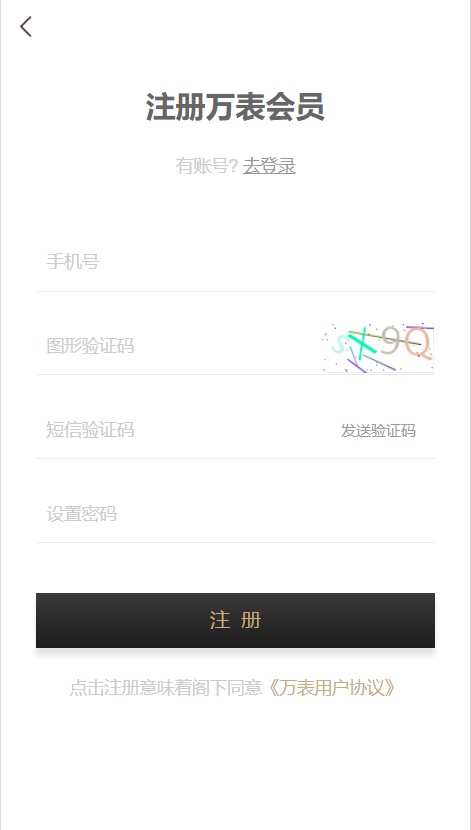 注册万表会员
有账号? 去登录
手机号
图形验证码
短信验证码 发送验证码
设置密码
注 册
点击注册意味着阁下同意《万表用户协议》